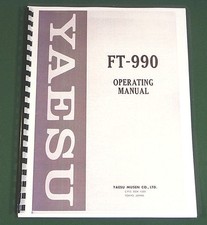 YAESU
FT-990
OPERATING
MANUAL
YAESU MUSEN CO., LTD.